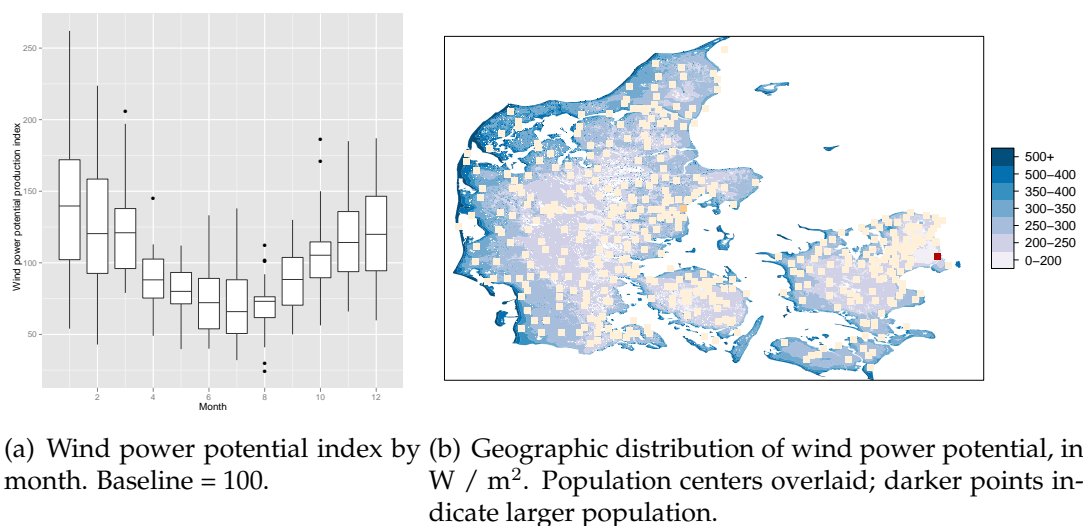 Wind power potential production index
250
200
150
100
50
2
4
6
8
10
12
Month
500+
500–400
350–400
300–350
250–300
200–250
0–200
(a) Wind power potential index by
month. Baseline = 100.
(b) Geographic distribution of wind power potential, in
W / m². Population centers overlaid; darker points in-
dicate larger population.